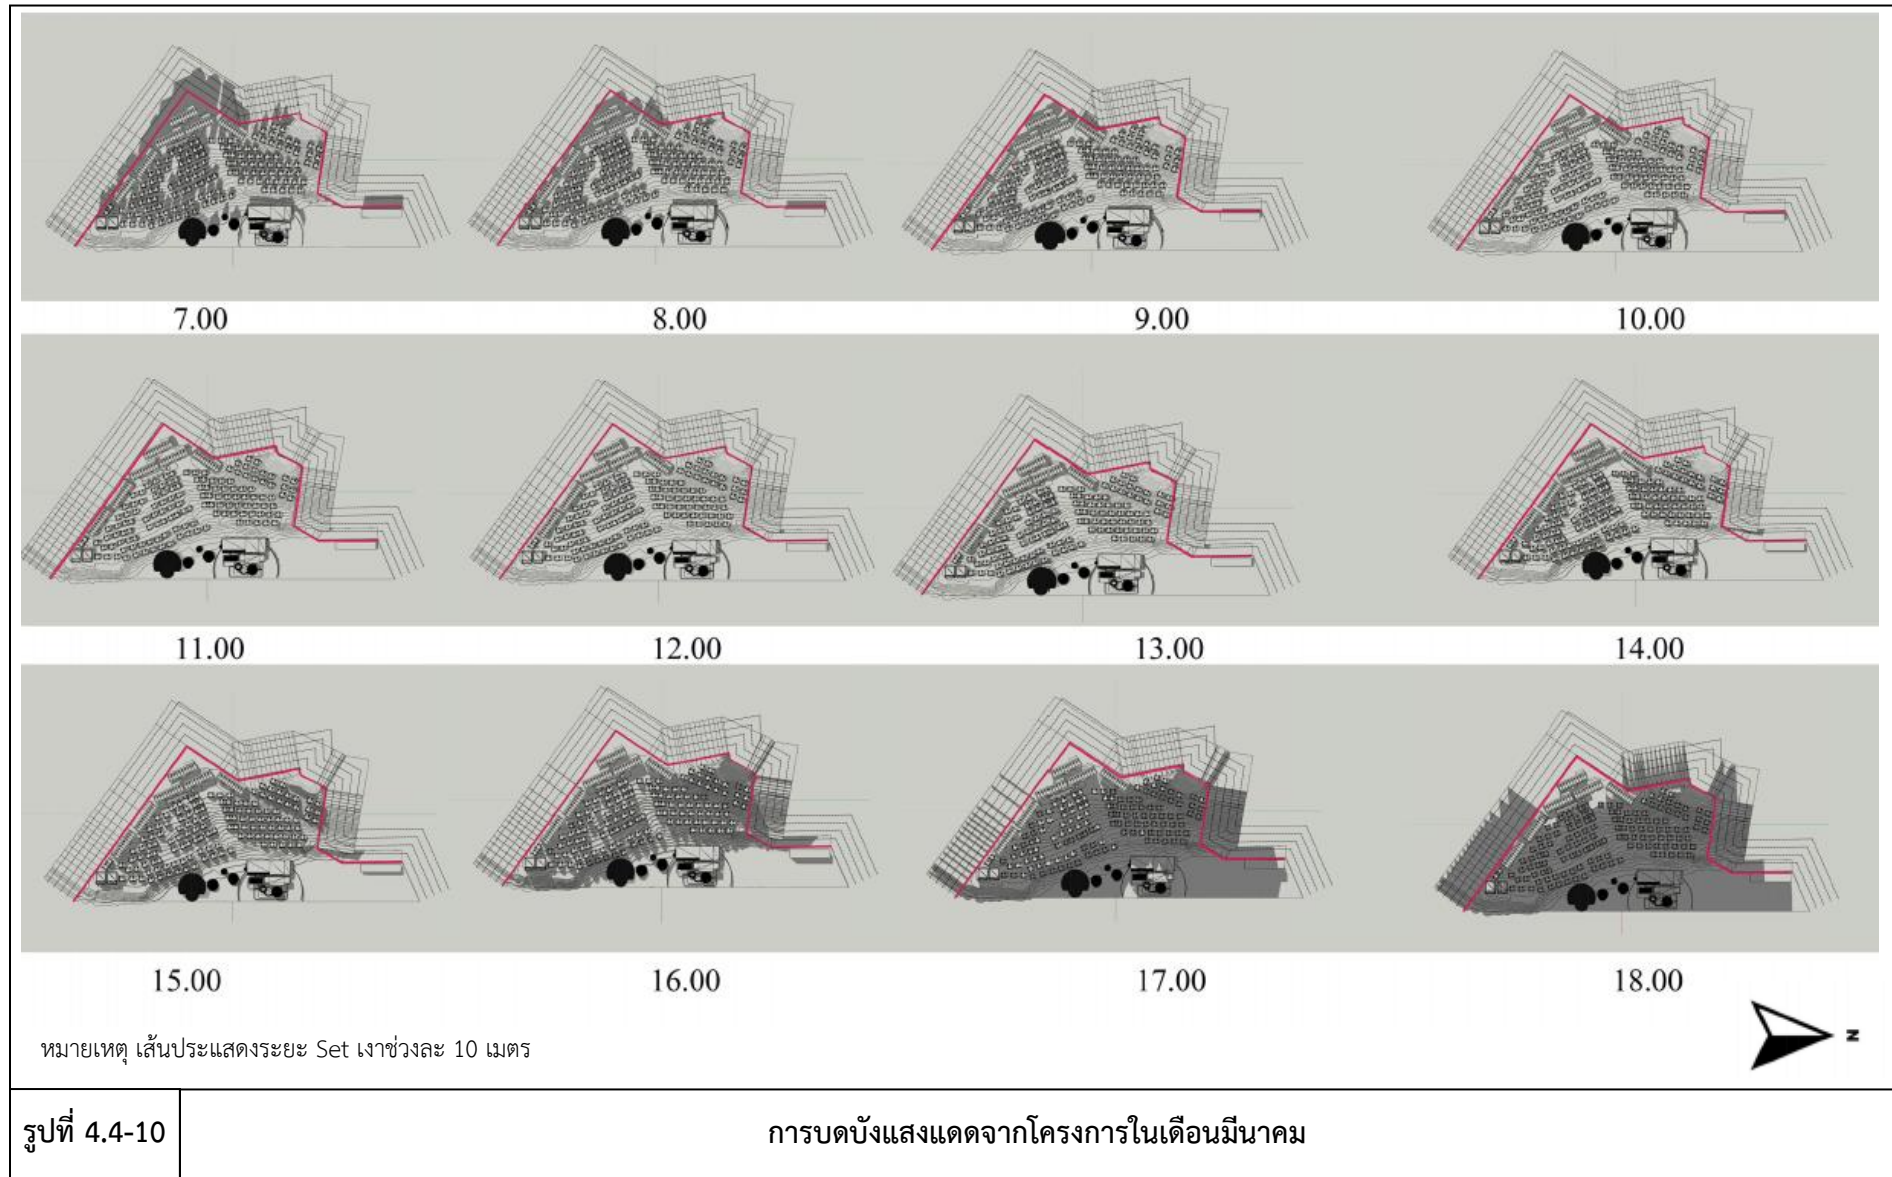 7.00 8.00 9.00 10.00
11.00 12.00 13.00 14.00
15.00 16.00 17.00 18.00
N
หมายเหตุ เส้นประแสดงระยะ Set เงาช่วงละ 10 เมตร
รูปที่ 4.4-10
การบดบังแสงแดดจากโครงการในเดือนมีนาคม